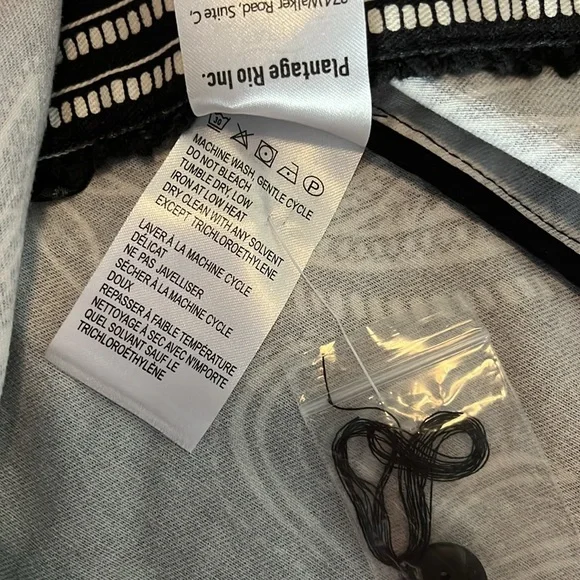 Walker Road, Suite C,
Plantage Rio Inc.
30
P
MACHINE WASH, GENTLE CYCLE
DO NOT BLEACH
TUMBLE DRY, LOW
IRON AT LOW HEAT
DRY CLEAN WITH ANY SOLVENT
EXCEPT TRICHLOROETHYLENE
LAVER À LA MACHINE CYCLE
DÉLICAT
NE PAS JAVELLISER
SÉCHER À LA MACHINE CYCLE
DOUX
REPASSER À FAIBLE TEMPÉRATURE
NETTOYAGE À SEC AVEC N'IMPORTE
QUEL SOLVANT SAUF LE
TRICHLOROÉTHYLÈNE